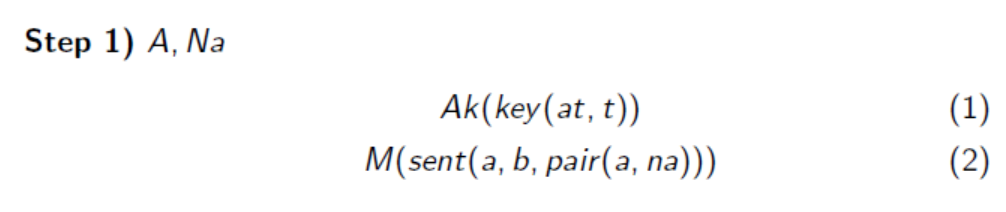 Step 1) A, Na
Ak(key(at, t)) (1)
M(sent(a, b, pair(a, na))) (2)